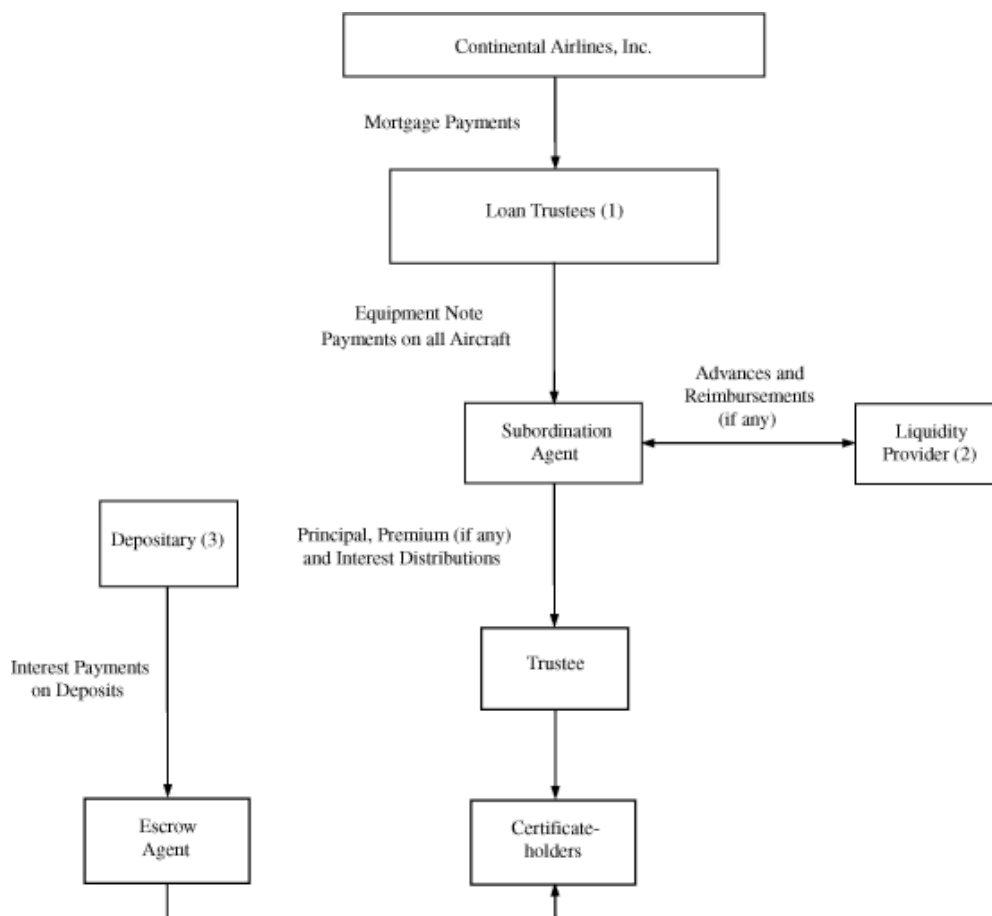 Continental Airlines, Inc.
Mortgage Payments
Loan Trustees (1)
Equipment Note
Payments on all Aircraft
Advances and
Reimbursements
(if any)
Subordination
Agent
Liquidity
Provider (2)
Depositary (3)
Principal, Premium (if any)
and Interest Distributions
Trustee
Interest Payments
on Deposits
Escrow
Agent
Certificate-
holders